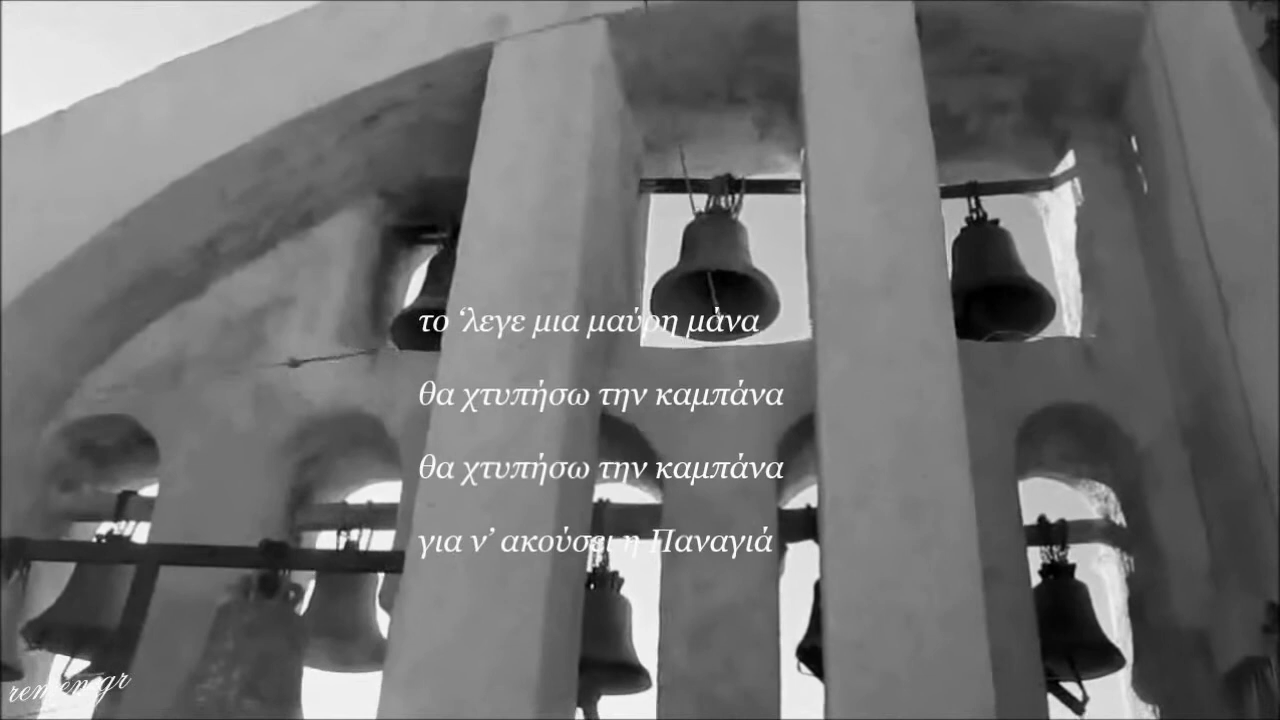 το ‘λεγε μια μαύρη μάνα
θα χτυπήσω την καμπάνα
θα χτυπήσω την καμπάνα
για ν’ ακούσει η Παναγιά